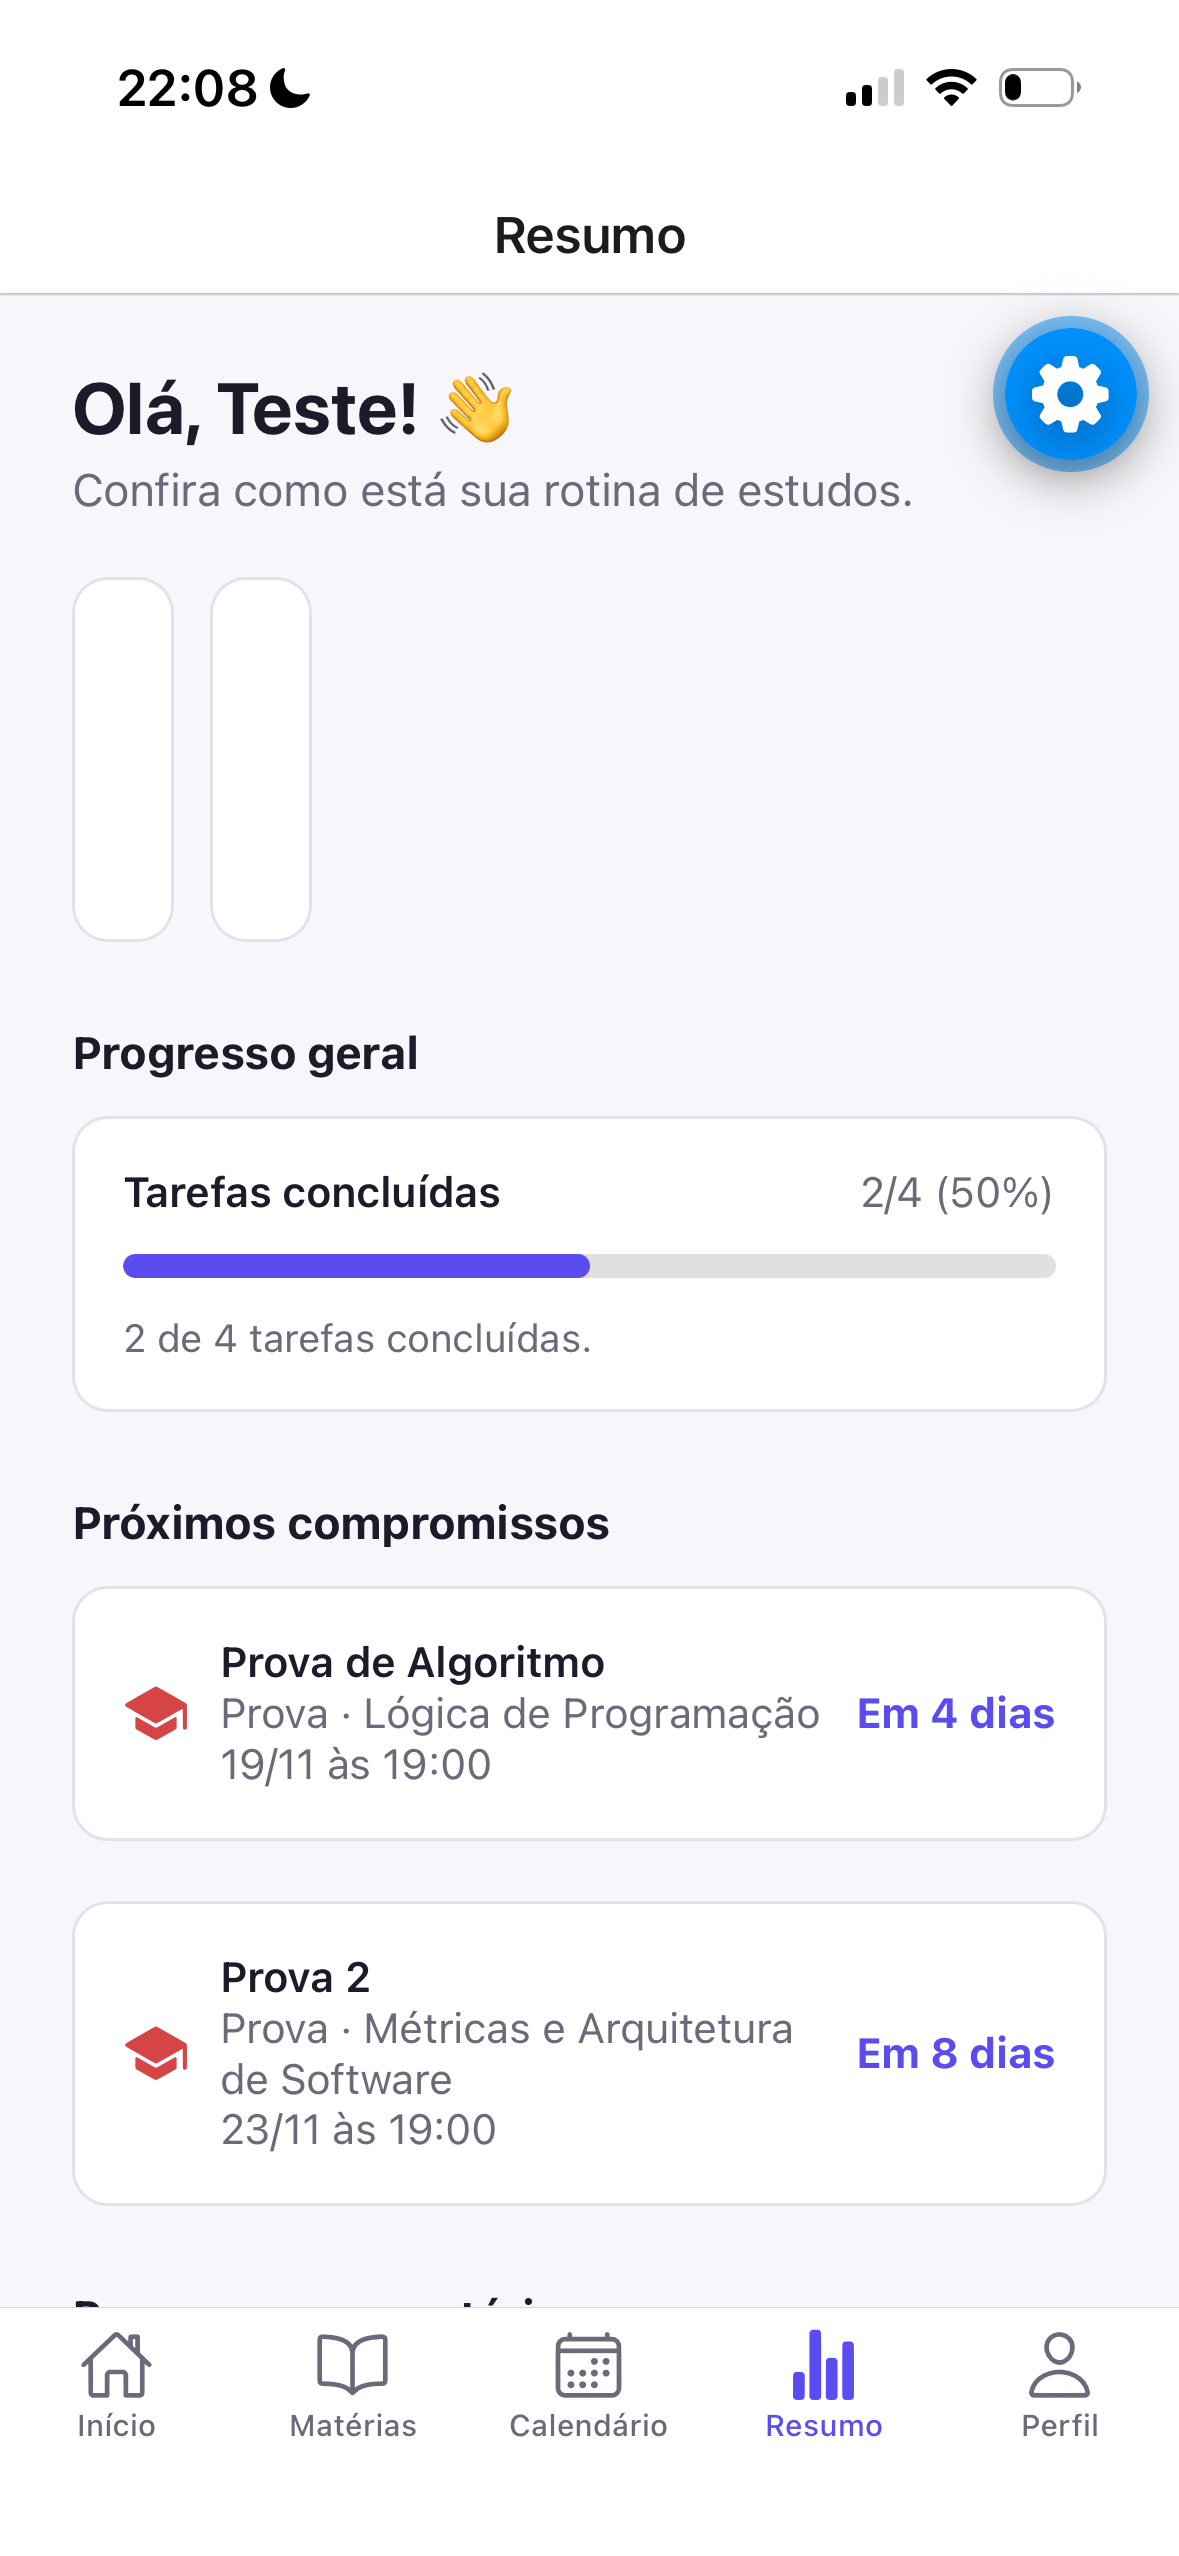 22:08
Resumo
Olá, Teste! 👋
Confira como está sua rotina de estudos.
Progresso geral
Tarefas concluídas 2/4 (50%)
2 de 4 tarefas concluídas.
Próximos compromissos
Prova de Algoritmo
Prova · Lógica de Programação
19/11 às 19:00
Em 4 dias
Prova 2
Prova · Métricas e Arquitetura
de Software
23/11 às 19:00
Em 8 dias
Início
Matérias
Calendário
Resumo
Perfil